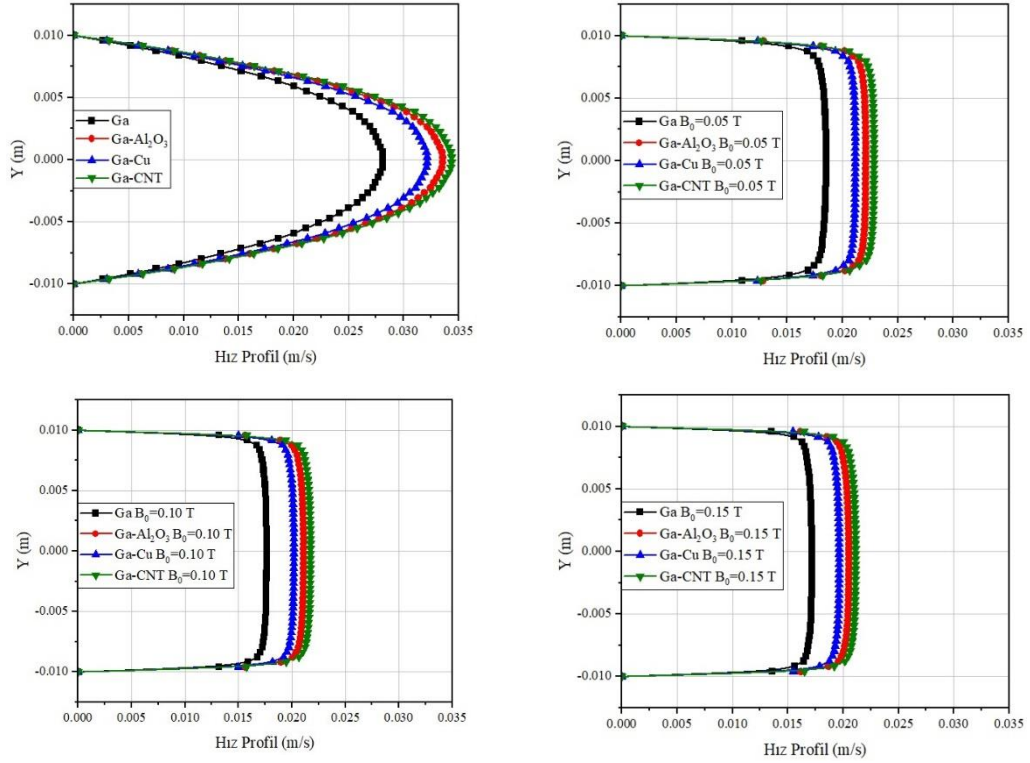 0.010
0.005
0.000
-0.005
-0.010
Y (m)
Ga
Ga-Al₂O₃
Ga-Cu
Ga-CNT
0.000 0.005 0.010 0.015 0.020 0.025 0.030 0.035
Hız Profil (m/s)
0.010
0.005
0.000
-0.005
-0.010
Y (m)
Ga B₀=0.05 T
Ga-Al₂O₃ B₀=0.05 T
Ga-Cu B₀=0.05 T
Ga-CNT B₀=0.05 T
0.000 0.005 0.010 0.015 0.020 0.025 0.030 0.035
Hız Profil (m/s)
0.010
0.005
0.000
-0.005
-0.010
Y (m)
Ga B₀=0.10 T
Ga-Al₂O₃ B₀=0.10 T
Ga-Cu B₀=0.10 T
Ga-CNT B₀=0.10 T
0.000 0.005 0.010 0.015 0.020 0.025 0.030 0.035
Hız Profil (m/s)
0.010
0.005
0.000
-0.005
-0.010
Y (m)
Ga B₀=0.15 T
Ga-Al₂O₃ B₀=0.15 T
Ga-Cu B₀=0.15 T
Ga-CNT B₀=0.15 T
0.000 0.005 0.010 0.015 0.020 0.025 0.030 0.035
Hız Profil (m/s)